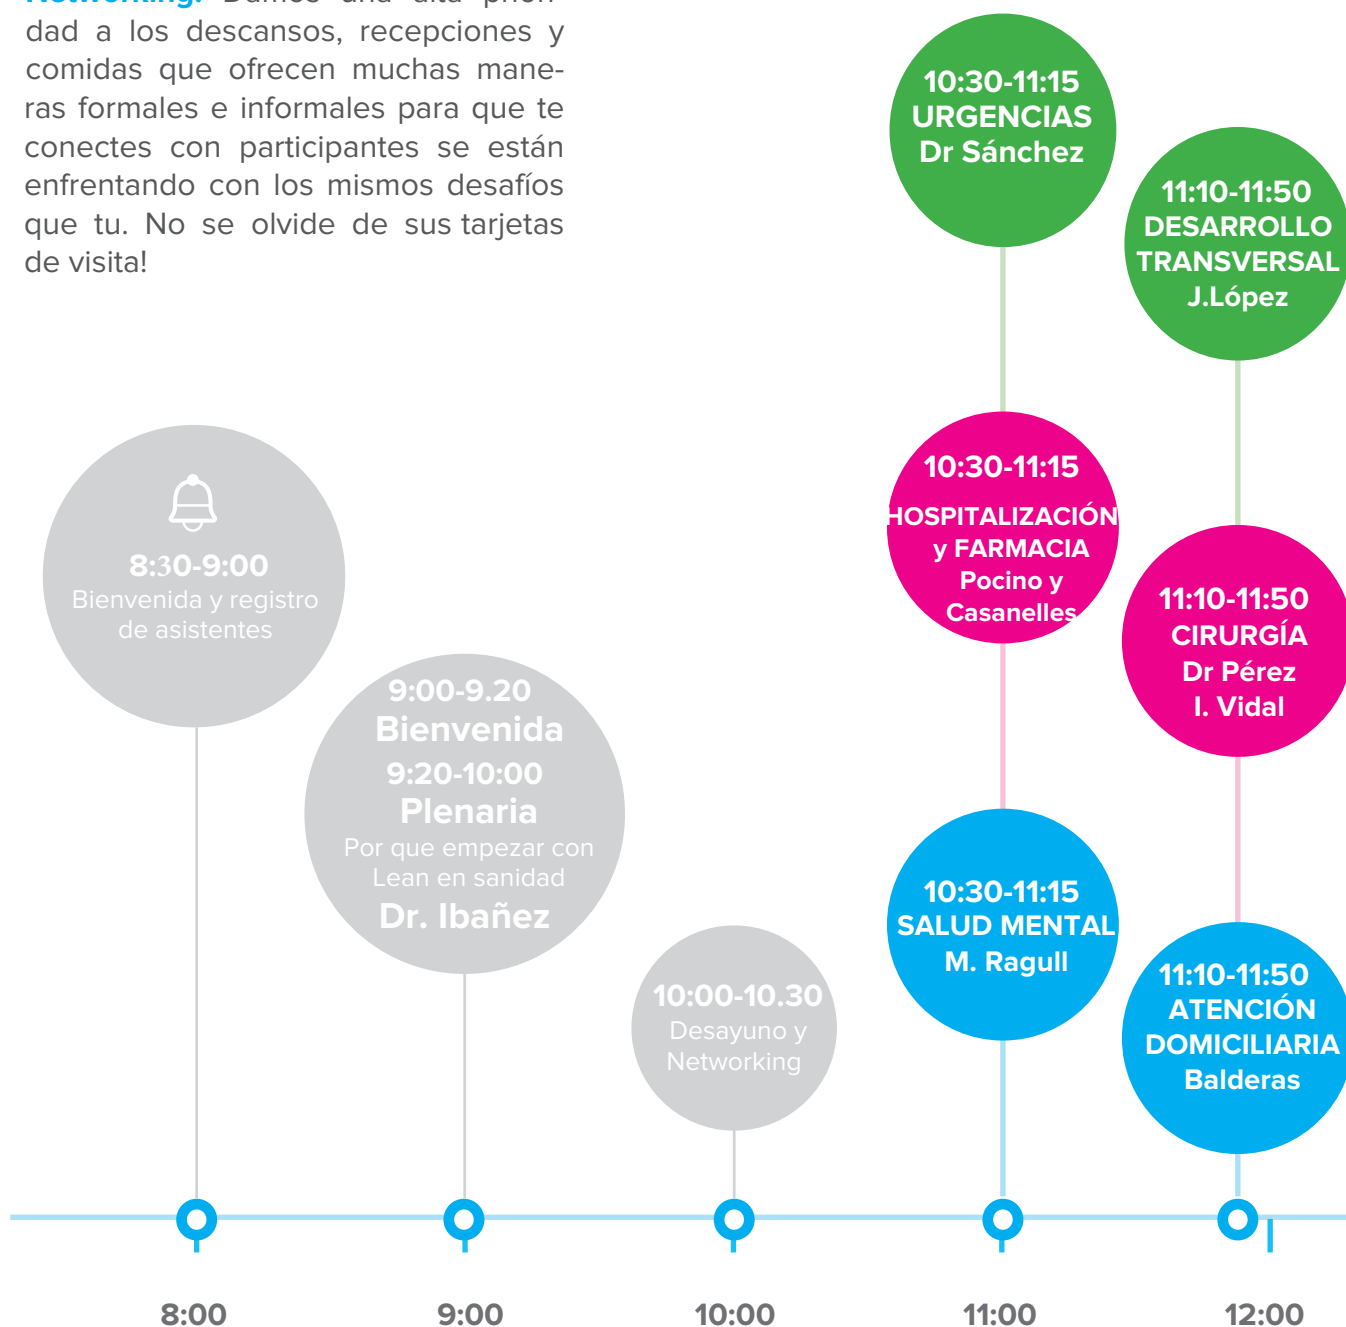 Networking. Damos una alta priori-
dad a los descansos, recepciones y
comidas que ofrecen muchas mane-
ras formales e informales para que te
conectes con participantes se están
enfrentando con los mismos desafíos
que tu. No se olvide de sus tarjetas
de visita!
8:30-9:00
Bienvenida y registro
de asistentes
9:00-9.20
Bienvenida
9:20-10:00
Plenaria
Por que empezar con
Lean en sanidad
Dr. Ibañez
10:00-10.30
Desayuno y
Networking
10:30-11:15
URGENCIAS
Dr Sánchez
10:30-11:15
HOSPITALIZACIÓN
y FARMACIA
Pocino y
Casanelles
10:30-11:15
SALUD MENTAL
M. Ragull
11:10-11:50
DESARROLLO
TRANSVERSAL
J.López
11:10-11:50
CIRURGÍA
Dr Pérez
I. Vidal
11:10-11:50
ATENCIÓN
DOMICILIARIA
Balderas
8:00
9:00
10:00
11:00
12:00